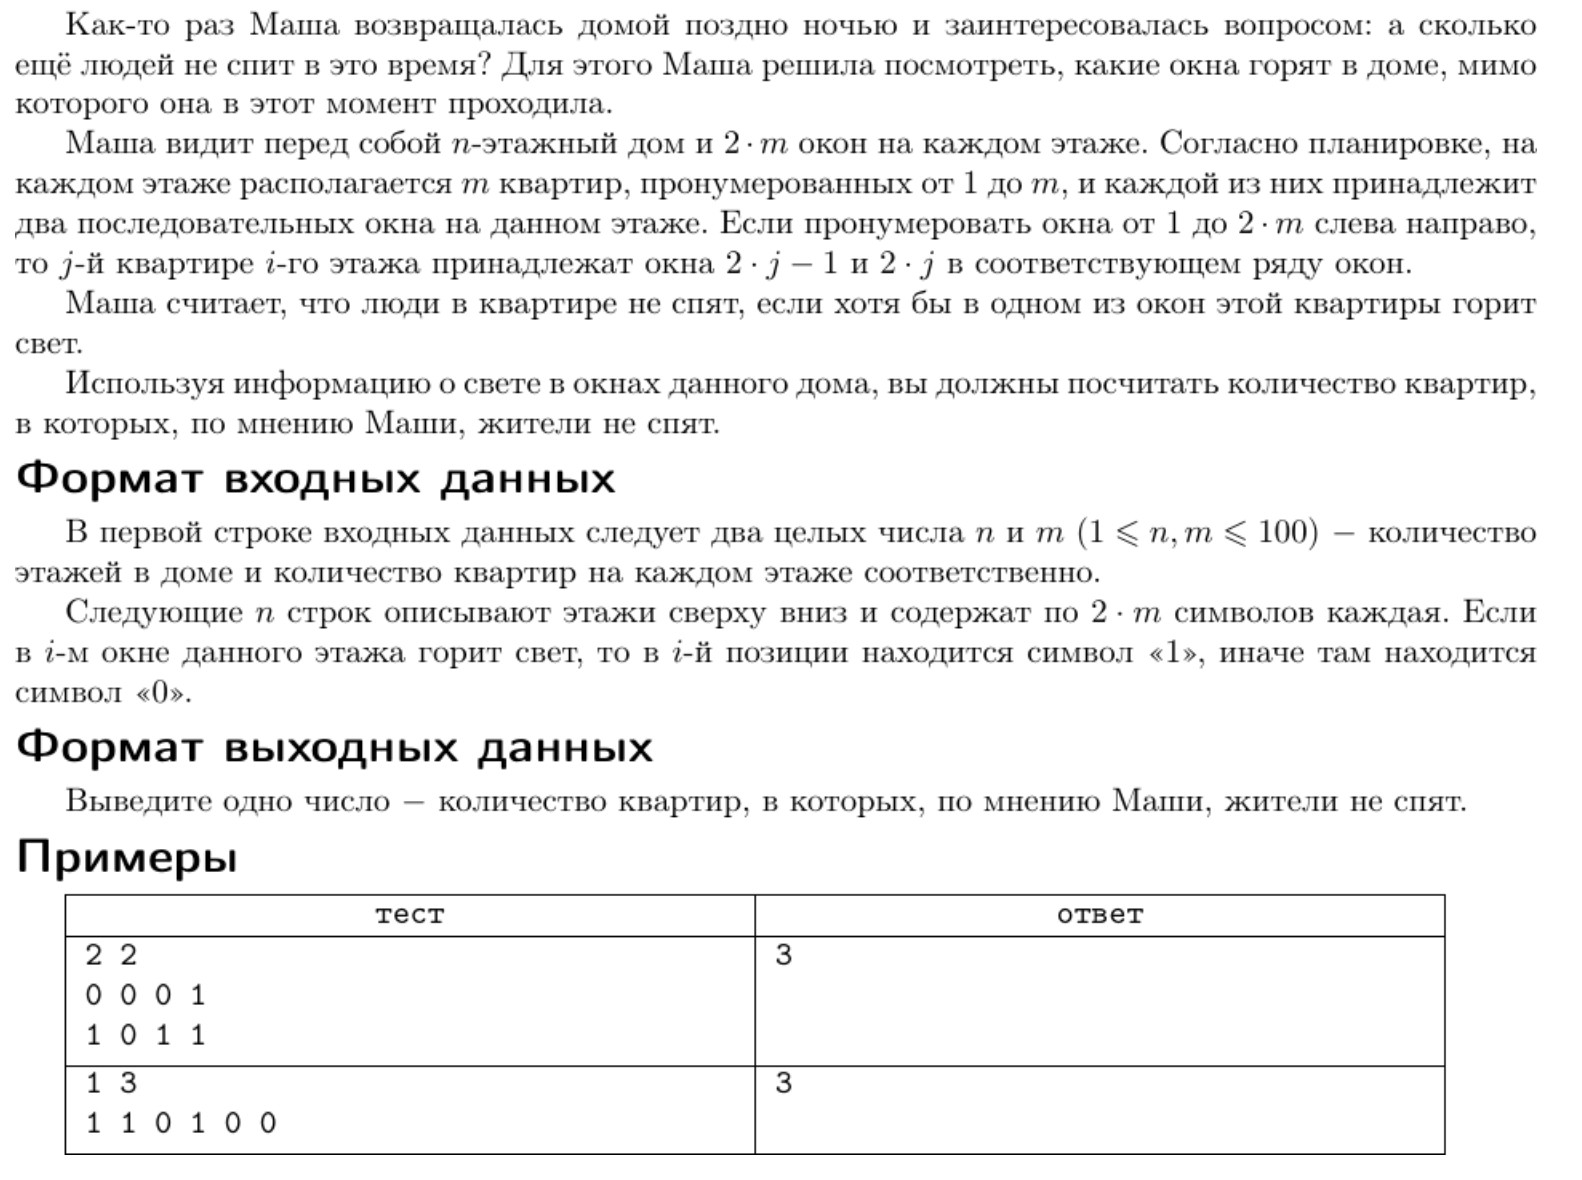 Как-то раз Маша возвращалась домой поздно ночью и заинтересовалась вопросом: а сколько
ещё людей не спит в это время? Для этого Маша решила посмотреть, какие окна горят в доме, мимо
которого она в этот момент проходила.
Маша видит перед собой n-этажный дом и 2 · m окон на каждом этаже. Согласно планировке, на
каждом этаже располагается m квартир, пронумерованных от 1 до m, и каждой из них принадлежит
два последовательных окна на данном этаже. Если пронумеровать окна от 1 до 2 · m слева направо,
то j-й квартире i-го этажа принадлежат окна 2 · j − 1 и 2 · j в соответствующем ряду окон.
Маша считает, что люди в квартире не спят, если хотя бы в одном из окон этой квартиры горит
свет.
Используя информацию о свете в окнах данного дома, вы должны посчитать количество квартир,
в которых, по мнению Маши, жители не спят.
Формат входных данных
В первой строке входных данных следует два целых числа n и m (1 ⩽ n, m ⩽ 100) − количество
этажей в доме и количество квартир на каждом этаже соответственно.
Следующие n строк описывают этажи сверху вниз и содержат по 2 · m символов каждая. Если
в i-м окне данного этажа горит свет, то в i-й позиции находится символ «1», иначе там находится
символ «0».
Формат выходных данных
Выведите одно число − количество квартир, в которых, по мнению Маши, жители не спят.
Примеры
тест ответ
2 2 3
0 0 0 1
1 0 1 1
1 3 3
1 1 0 1 0 0